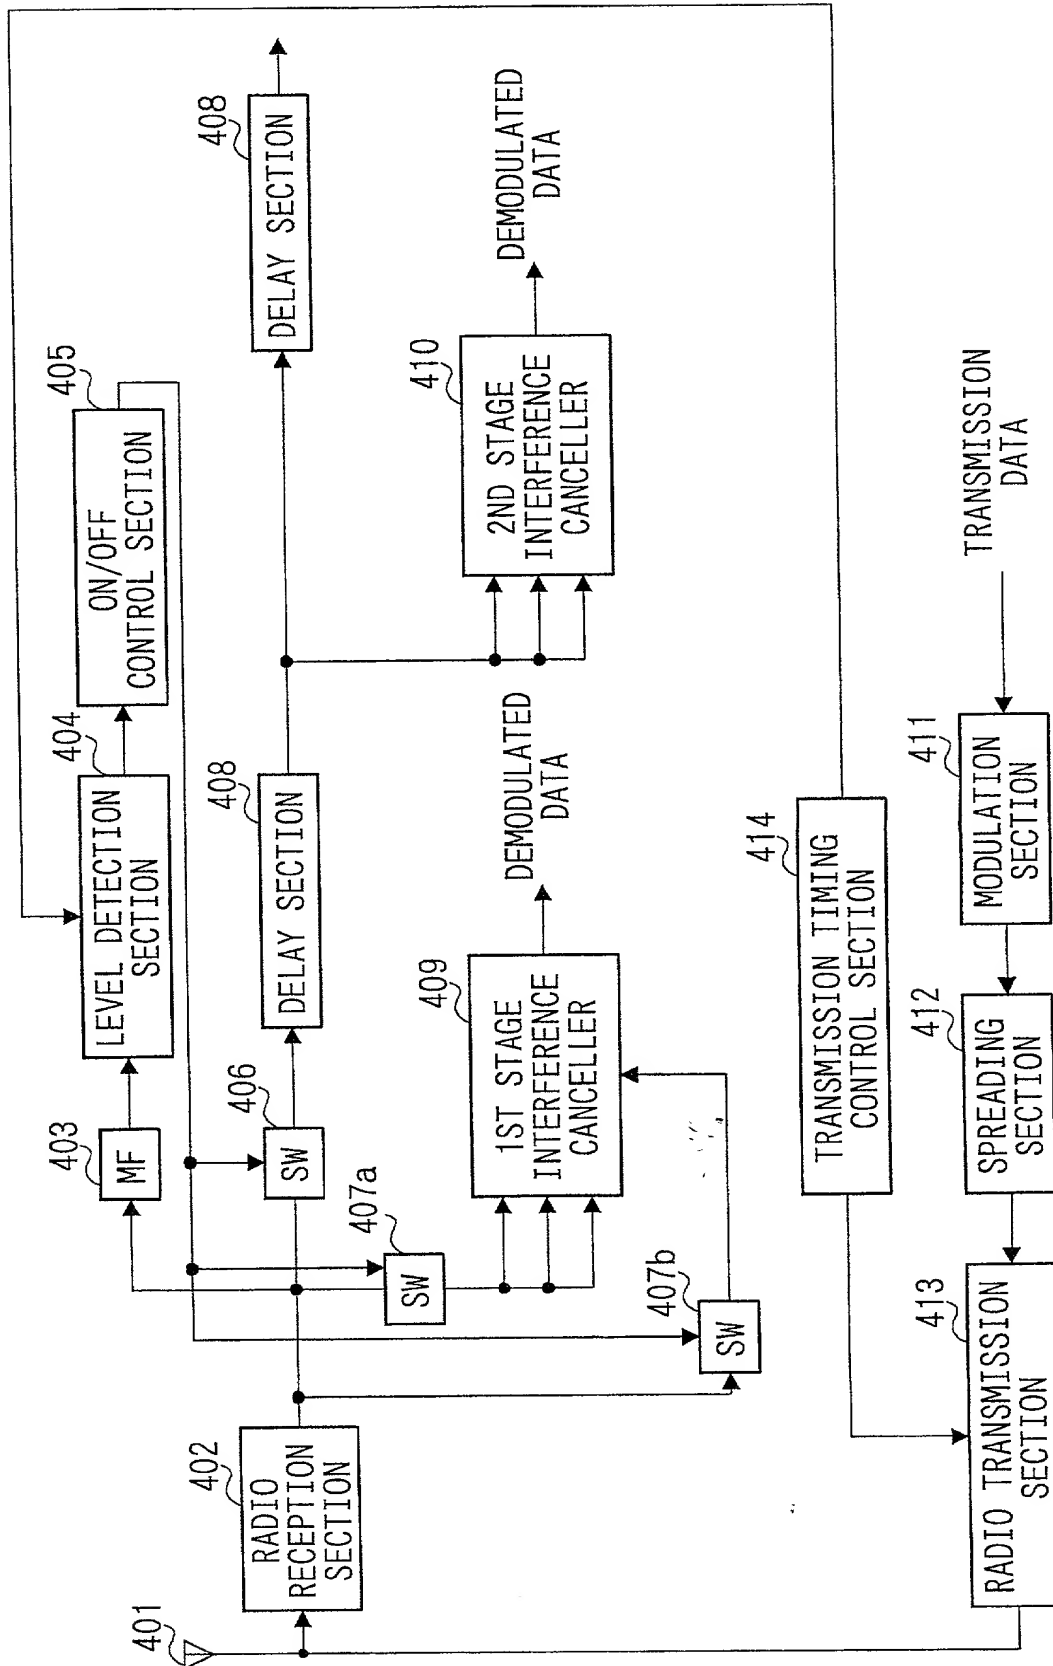 401
402
RADIO
RECEPTION
SECTION
403
MF
404
LEVEL DETECTION
SECTION
405
ON/OFF
CONTROL SECTION
406
SW
407a
SW
407b
SW
408
DELAY SECTION
408
DELAY SECTION
409
1ST STAGE
INTERFERENCE
CANCELLER
DEMODULATED
DATA
410
2ND STAGE
INTERFERENCE
CANCELLER
DEMODULATED
DATA
414
TRANSMISSION TIMING
CONTROL SECTION
413
RADIO TRANSMISSION
SECTION
412
SPREADING
SECTION
411
MODULATION
SECTION
TRANSMISSION
DATA